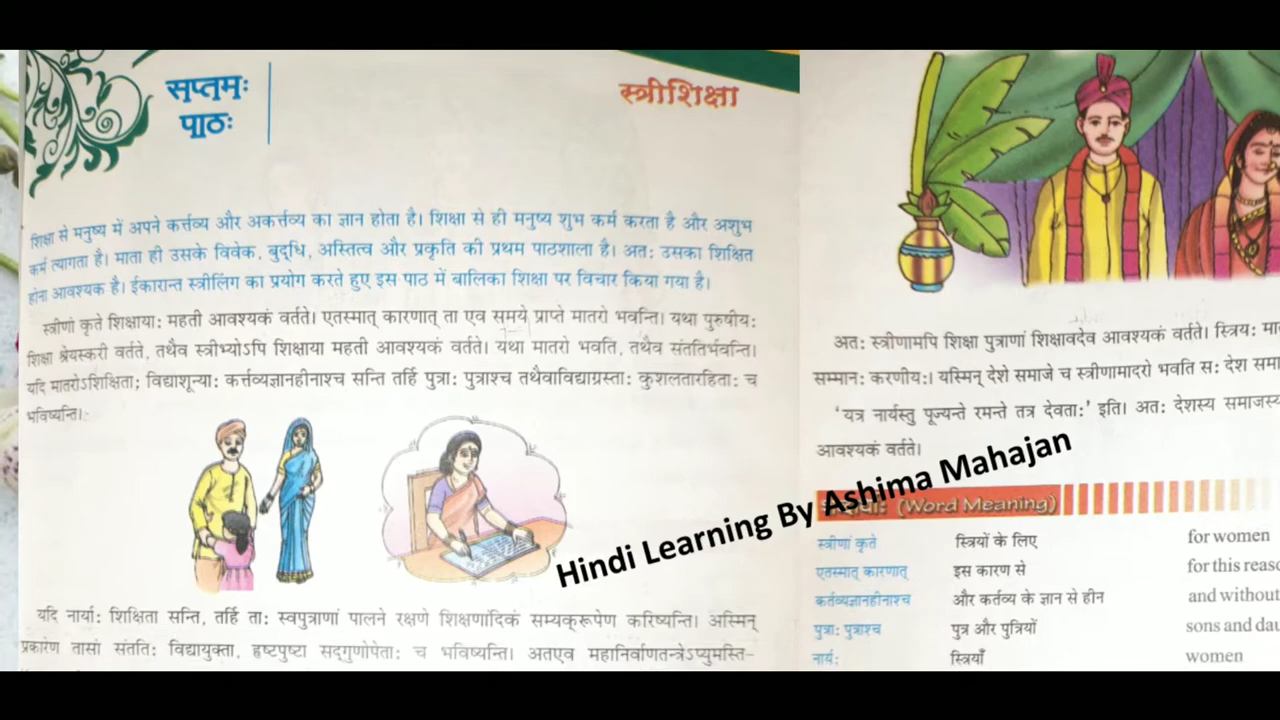 सप्तमः
पाठः
स्त्रीशिक्षा
शिक्षा से मनुष्य में अपने कर्त्तव्य और अकर्त्तव्य का ज्ञान होता है। शिक्षा से ही मनुष्य शुभ कर्म करता है और अशुभ
कर्म त्यागता है। माता ही उसके विवेक, बुद्धि, अस्तित्व और प्रकृति की प्रथम पाठशाला है। अतः उसका शिक्षित
होना आवश्यक है। ईकारान्त स्त्रीलिंग का प्रयोग करते हुए इस पाठ में बालिका शिक्षा पर विचार किया गया है।
स्त्रीणां कृते शिक्षायाः महती आवश्यकं वर्तते। एतस्मात् कारणात् ता एव समये प्राप्ते मातरो भवन्ति। यथा पुरुषीयः
शिक्षा श्रेयस्करी वर्तते, तथैव स्त्रीभ्योऽपि शिक्षाया महती आवश्यकं वर्तते। यथा मातरो भवति, तथैव संततिर्भवन्ति।
यदि मातरोऽशिक्षिता; विद्याशून्याः कर्त्तव्यज्ञानहीनाश्च सन्ति तर्हि पुत्राः पुत्राश्च तथैवाविद्याग्रस्ताः कुशलतारहिताः च
भविष्यन्ति।
यदि नार्याः शिक्षिता सन्ति, तर्हि ताः स्वपुत्राणां पालने रक्षणे शिक्षणांदिकं सम्यक्रूपेण करिष्यन्ति। अस्मिन्
प्रकारेण तासां संततिः विद्यायुक्ता, हृष्टपुष्टा सद्गुणोपेताः च भविष्यन्ति। अतएव महानिर्वाणतन्त्रेऽप्युमस्ति-
अतः स्त्रीणामपि शिक्षा पुत्राणां शिक्षावदेव आवश्यकं वर्तते। स्त्रियः
सम्मानः करणीयः। यस्मिन् देशे समाजे च स्त्रीणामादरो भवति सः देश
'यत्र नार्यस्तु पूज्यन्ते रमन्ते तत्र देवताः' इति। अतः देशस्य
आवश्यकं वर्तते।
(Word Meaning)
स्त्रीणां कृते स्त्रियों के लिए for women
एतस्मात् कारणात् इस कारण से for this
कर्तव्यज्ञानहीनाश्च और कर्तव्य के ज्ञान से हीन and without
पुत्राः पुत्राश्च पुत्र और पुत्रियों sons and
नार्यः स्त्रियाँ women
Hindi Learning By Ashima Mahajan